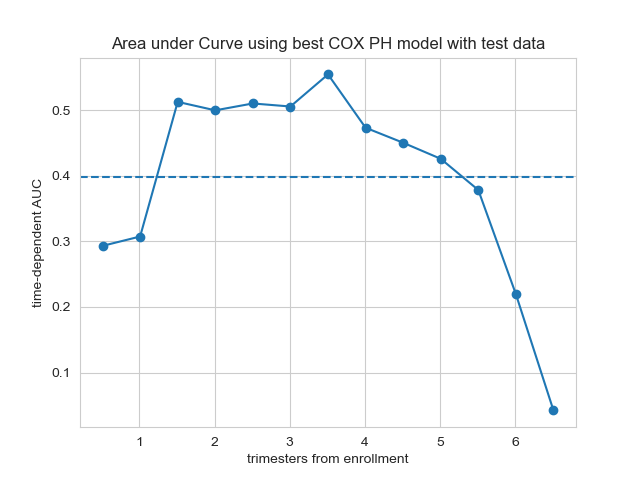 Area under Curve using best COX PH model with test data
time-dependent AUC
0.5
0.4
0.3
0.2
0.1
1 2 3 4 5 6
trimesters from enrollment